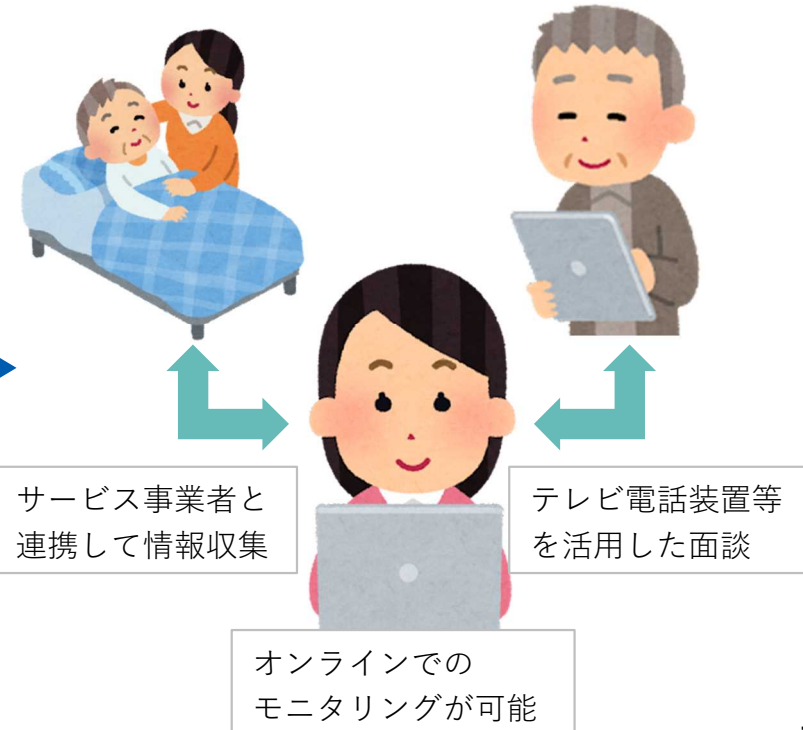 サービス事業者と
連携して情報収集
テレビ電話装置等
を活用した面談
オンラインでの
モニタリングが可能